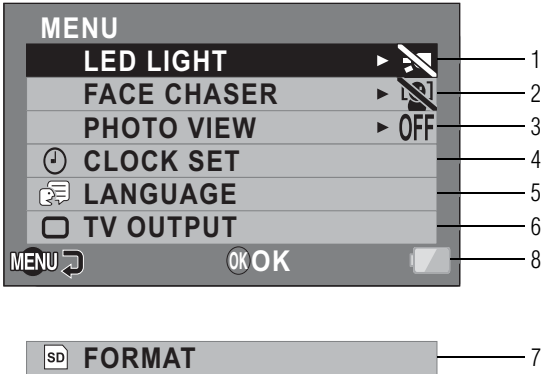 MENU
LED LIGHT 1
FACE CHASER 2
PHOTO VIEW OFF 3
CLOCK SET 4
LANGUAGE 5
TV OUTPUT 6
MENU OK OK 8
SD FORMAT 7